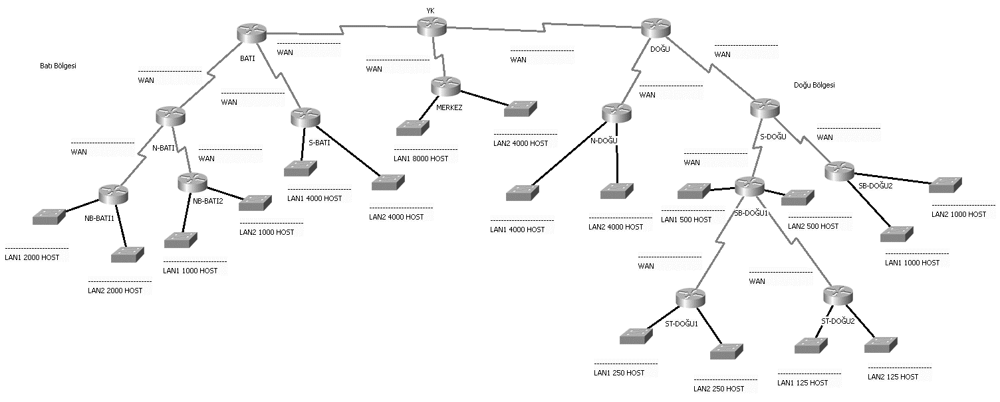 YK
BATI
WAN
DOĞU
WAN
WAN
WAN
Batı Bölgesi
WAN
WAN
MERKEZ
WAN
Doğu Bölgesi
N-BATI
S-BATI
LAN1 8000 HOST
LAN2 4000 HOST
N-DOĞU
S-DOĞU
WAN
WAN
WAN
WAN
NB-BATI1
NB-BATI2
LAN1 4000 HOST
LAN2 4000 HOST
LAN1 4000 HOST
LAN2 4000 HOST
LAN1 500 HOST
SB-DOĞU1
LAN2 500 HOST
SB-DOĞU2
LAN2 1000 HOST
LAN1 2000 HOST
LAN2 2000 HOST
LAN1 1000 HOST
LAN2 1000 HOST
LAN1 1000 HOST
WAN
WAN
ST-DOĞU1
ST-DOĞU2
LAN1 250 HOST
LAN2 250 HOST
LAN1 125 HOST
LAN2 125 HOST